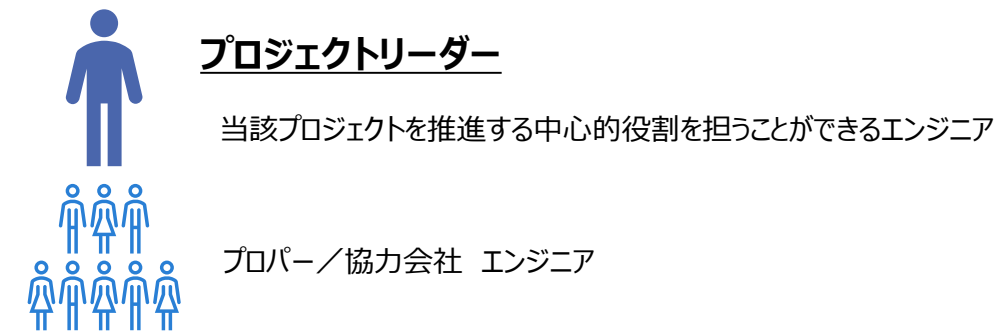 プロジェクトリーダー
当該プロジェクトを推進する中心的役割を担うことができるエンジニア
プロパー／協力会社　エンジニア